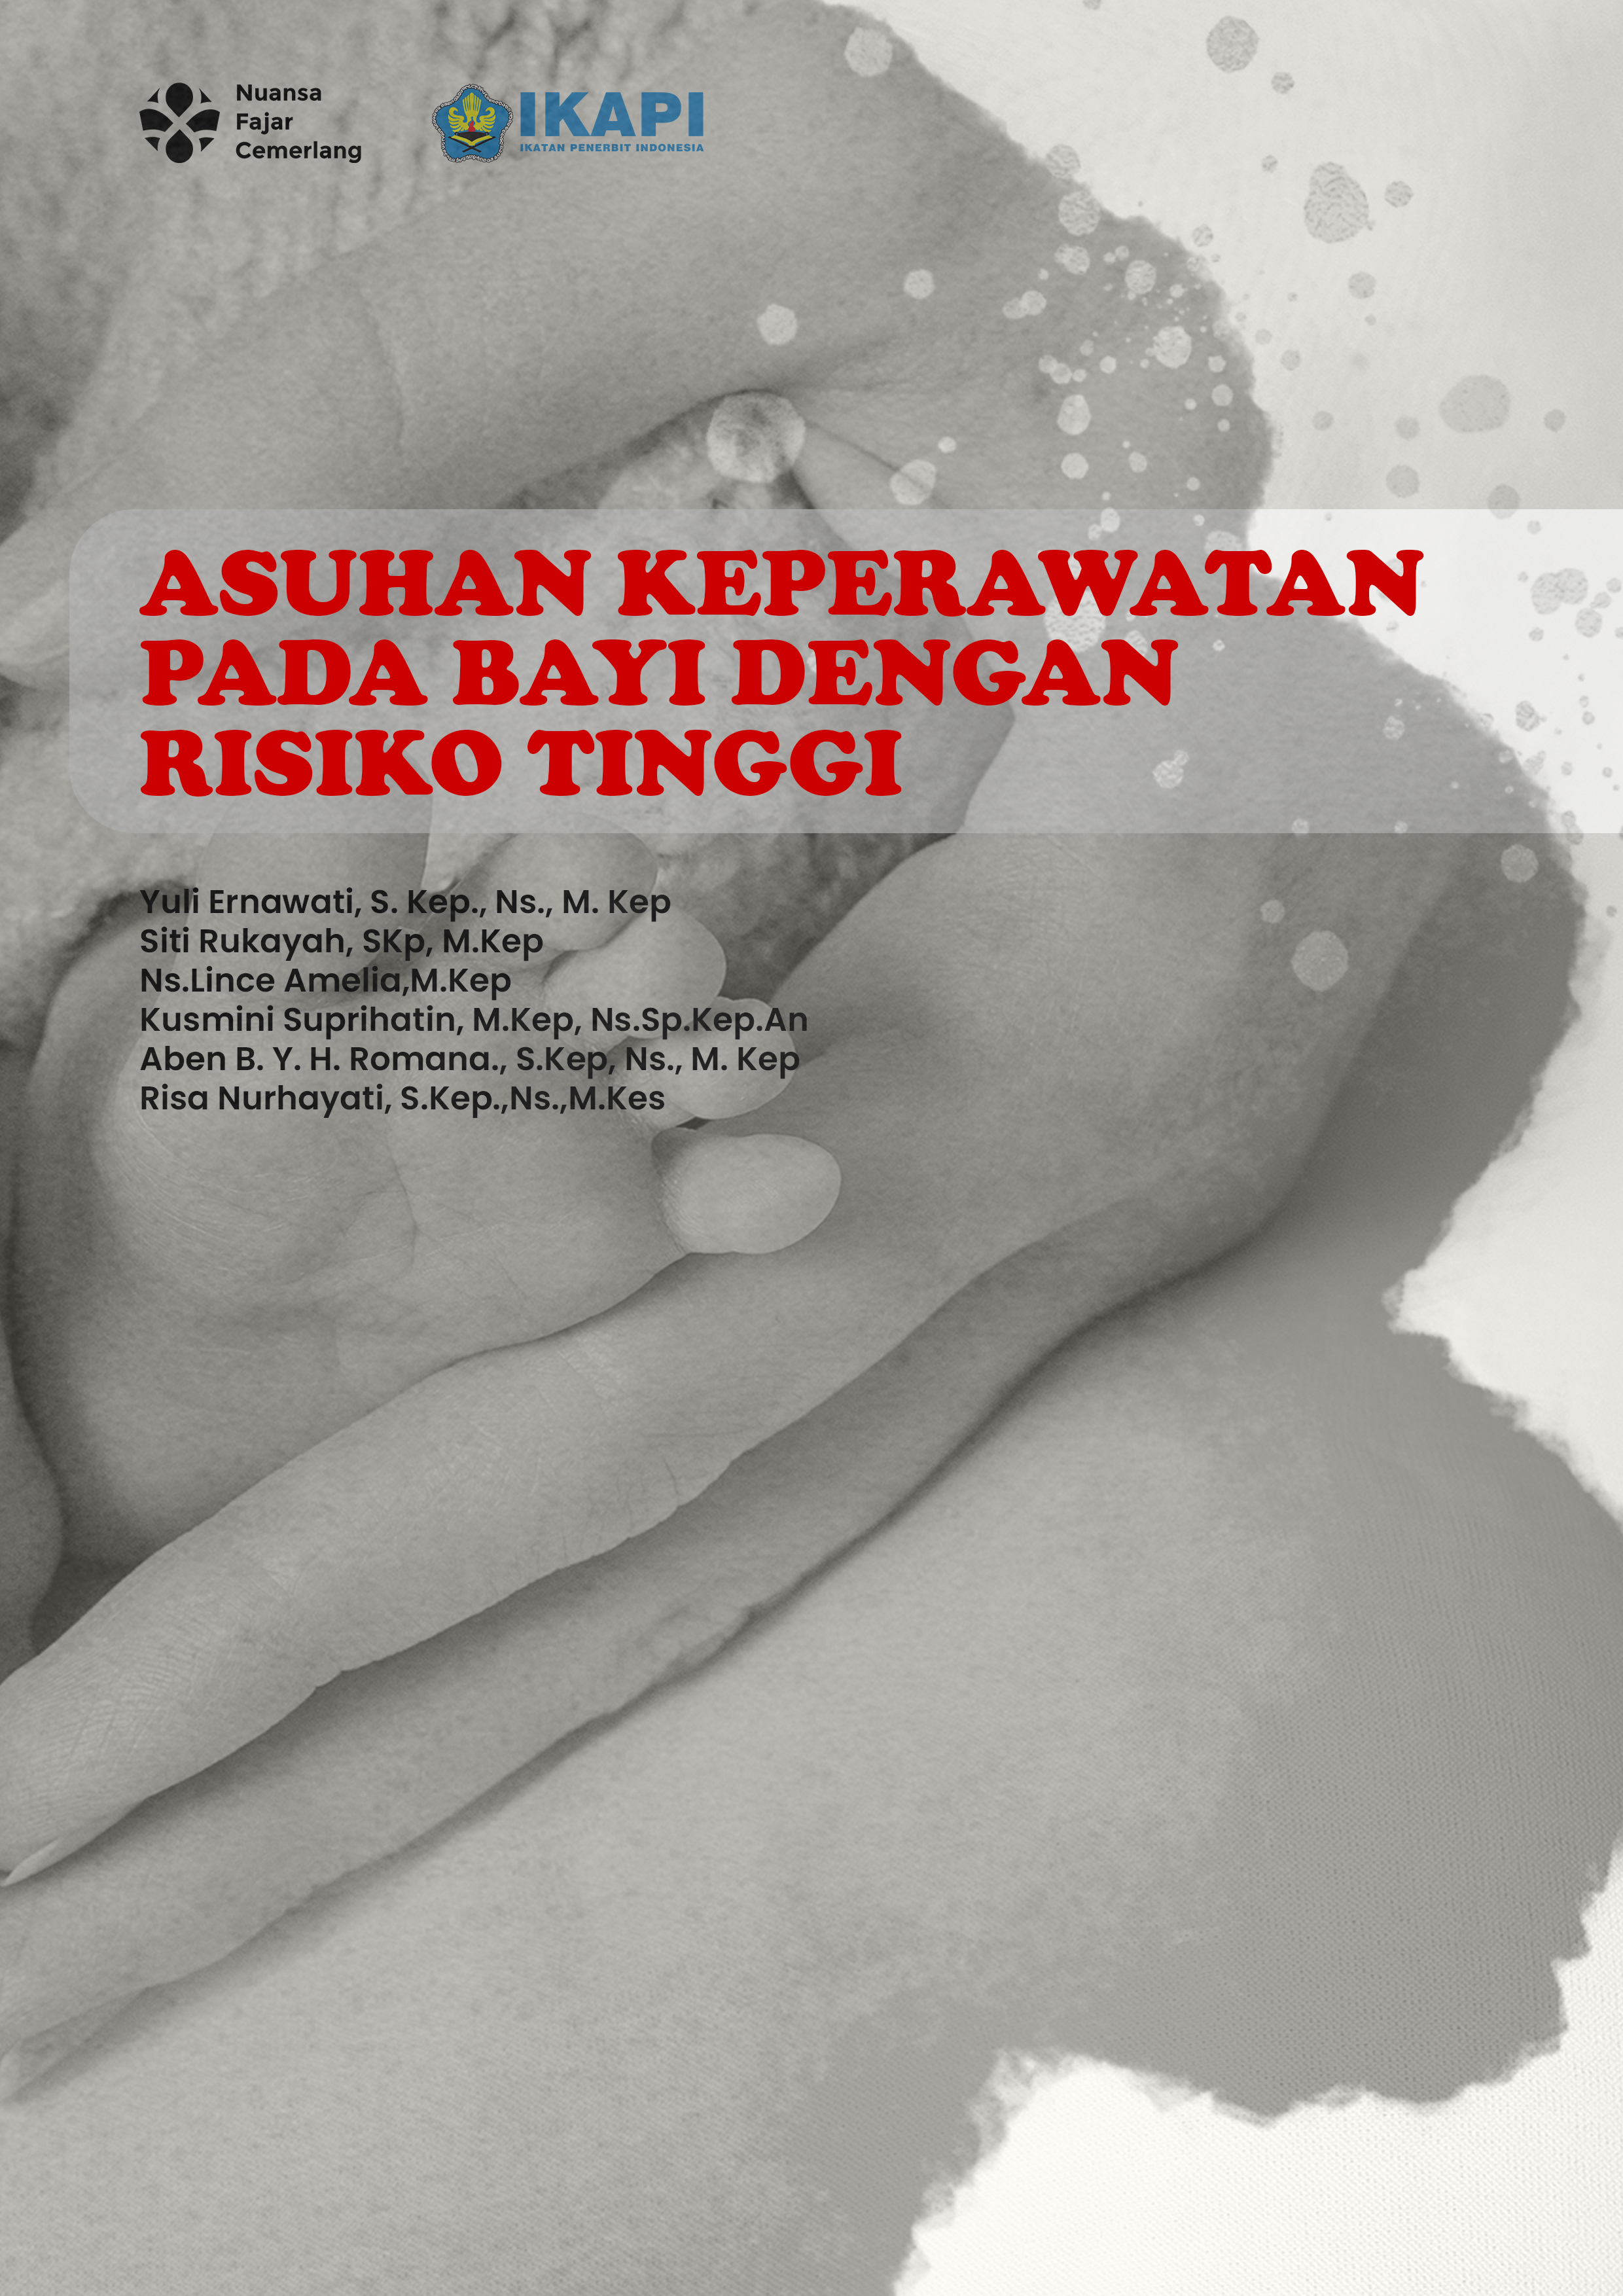 Nuansa
Fajar
Cemerlang
IKAPI
IKATAN PENERBIT INDONESIA
ASUHAN KEPERAWATAN
PADA BAYI DENGAN
RISIKO TINGGI
Yuli Ernawati, S. Kep., Ns., M. Kep
Siti Rukayah, SKp, M.Kep
Ns.Lince Amelia,M.Kep
Kusmini Suprihatin, M.Kep, Ns.Sp.Kep.An
Aben B. Y. H. Romana., S.Kep, Ns., M. Kep
Risa Nurhayati, S.Kep.,Ns.,M.Kes